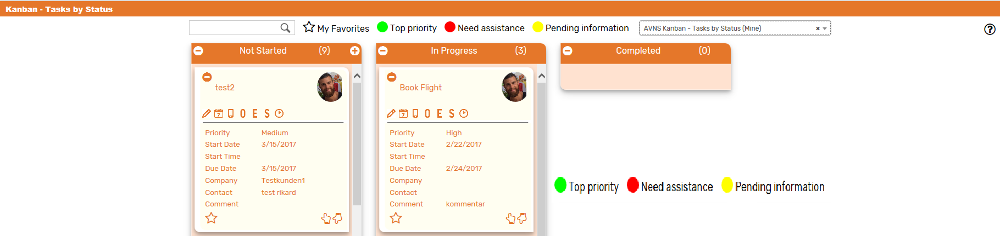 Kanban - Tasks by Status
My Favorites Top priority Need assistance Pending information AVNS Kanban - Tasks by Status (Mine) x
Not Started (9)
test2
7 O E S
Priority Medium
Start Date 3/15/2017
Start Time
Due Date 3/15/2017
Company Testkunden1
Contact test rikard
Comment
In Progress (3)
Book Flight
7 O E S
Priority High
Start Date 2/22/2017
Start Time
Due Date 2/24/2017
Company
Contact
Comment kommentar
Completed (0)
Top priority Need assistance Pending information